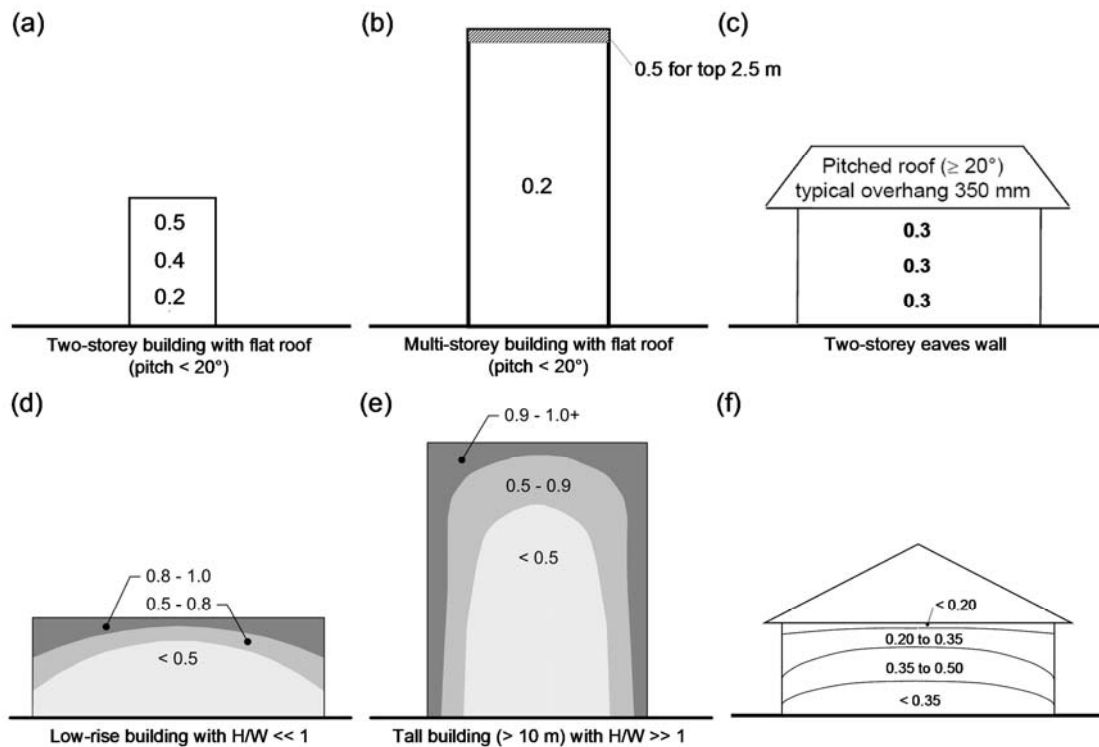 (a)
0.5
0.4
0.2
Two-storey building with flat roof
(pitch < 20°)
(b)
0.5 for top 2.5 m
0.2
Multi-storey building with flat roof
(pitch < 20°)
(c)
Pitched roof (≥ 20°)
typical overhang 350 mm
0.3
0.3
0.3
Two-storey eaves wall
(d)
0.8 - 1.0
0.5 - 0.8
< 0.5
Low-rise building with H/W << 1
(e)
0.9 - 1.0+
0.5 - 0.9
< 0.5
Tall building (> 10 m) with H/W >> 1
(f)
< 0.20
0.20 to 0.35
0.35 to 0.50
< 0.35